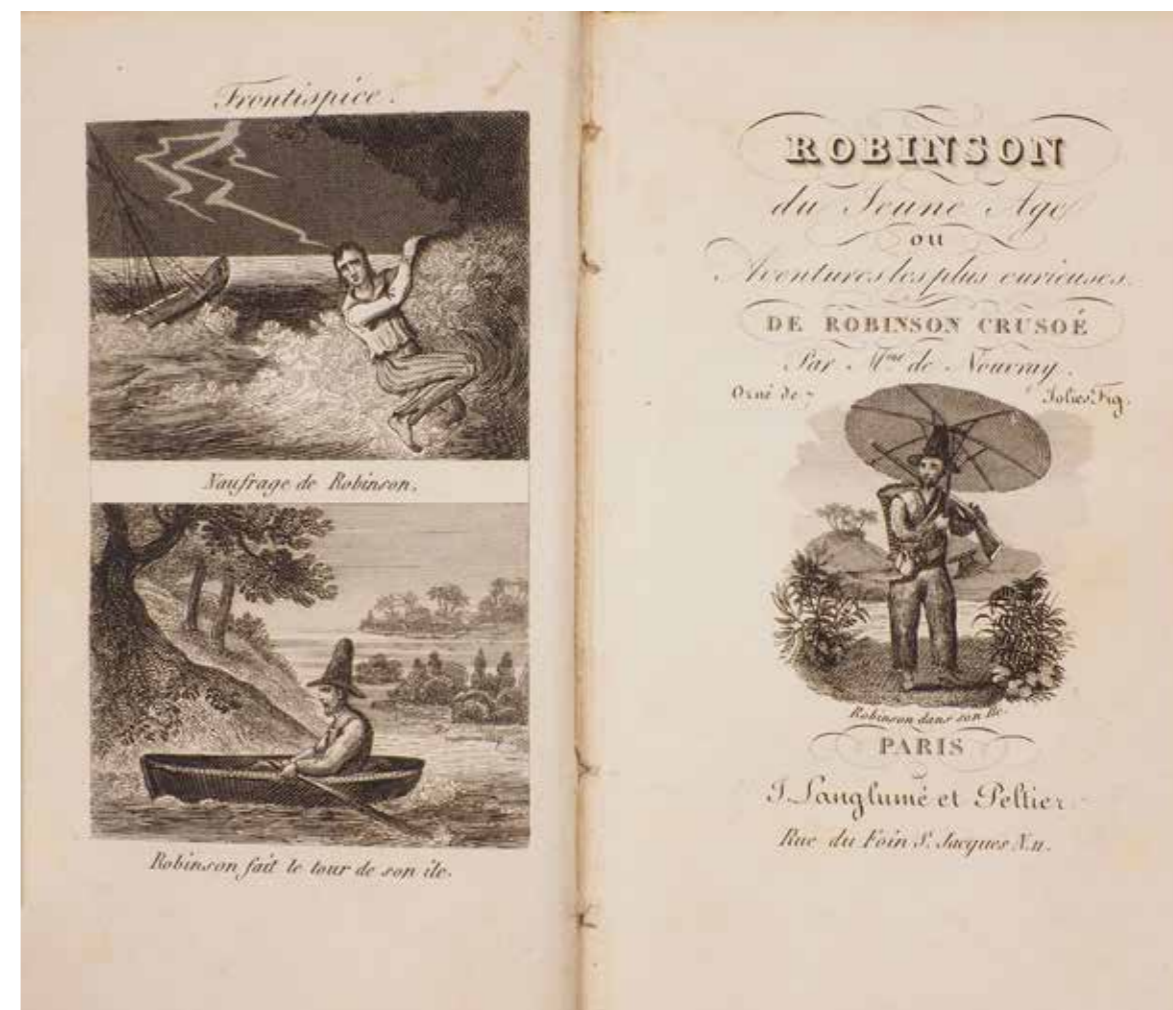 Frontispice.
Naufrage de Robinson.
Robinson fait le tour de son île.
ROBINSON
du Jeune Age
ou
Aventures les plus curieuses
DE ROBINSON CRUSOÉ
Par Mme de Nouvray.
Orné de Jolies Fig.
Robinson dans son île
PARIS
J. Langlumé et Peltier
Rue du Foin St. Jacques N. 11.